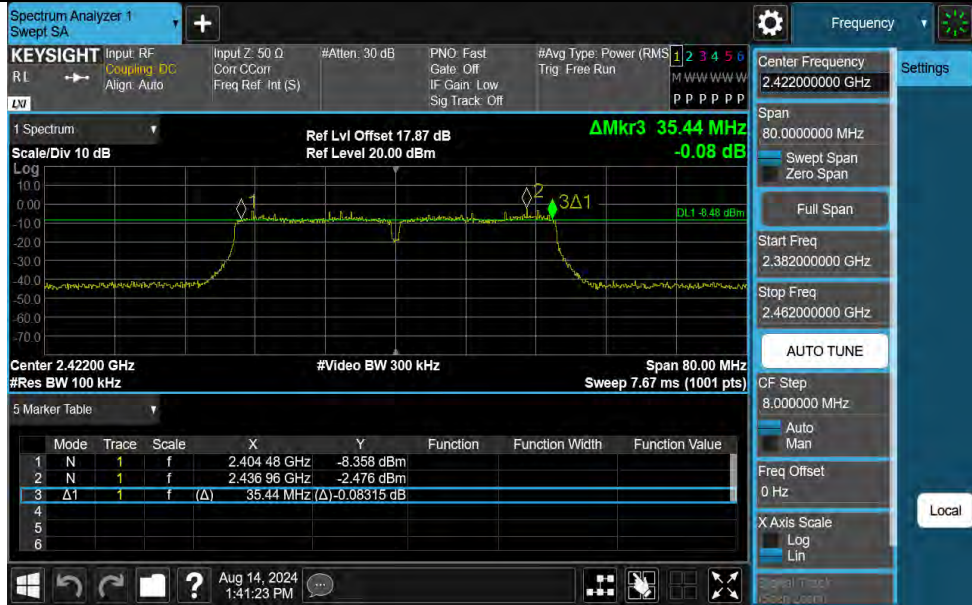 Spectrum Analyzer 1
Swept SA
Frequency
KEYSIGHT
RL
LXI
Input: RF
Coupling: DC
Align: Auto
Input Z: 50 Ω
Corr CCorr
Freq Ref: Int (S)
#Atten: 30 dB
PNO: Fast
Gate: Off
IF Gain: Low
Sig Track: Off
#Avg Type: Power (RMS)
Trig: Free Run
1 2 3 4 5 6
M W W W W W
P P P P P P
1 Spectrum
Scale/Div 10 dB
Ref Lvl Offset 17.87 dB
Ref Level 20.00 dBm
ΔMkr3 35.44 MHz
-0.08 dB
Log
10.0
0.00
-10.0
-20.0
-30.0
-40.0
-50.0
-60.0
-70.0
1
2
3Δ1
DL1 -8.48 dBm
Center 2.42200 GHz
#Video BW 300 kHz
Span 80.00 MHz
#Res BW 100 kHz
Sweep 7.67 ms (1001 pts)
5 Marker Table
Mode Trace Scale X Y Function Function Width Function Value
1 N 1 f 2.404 48 GHz -8.358 dBm
2 N 1 f 2.436 96 GHz -2.476 dBm
3 Δ1 1 f (Δ) 35.44 MHz (Δ) -0.08315 dB
4
5
6
Aug 14, 2024
1:41:23 PM
?
Center Frequency
2.422000000 GHz
Span
80.0000000 MHz
Swept Span
Zero Span
Full Span
Start Freq
2.382000000 GHz
Stop Freq
2.462000000 GHz
AUTO TUNE
CF Step
8.000000 MHz
Auto
Man
Freq Offset
0 Hz
X Axis Scale
Log
Lin
Signal Track
(Span Zoom)
Settings
Local